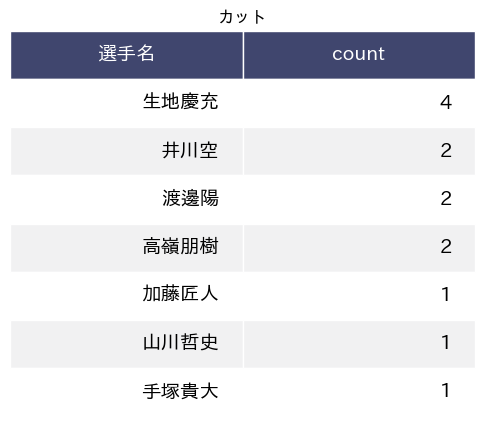 カット
選手名 count
生地慶充 4
井川空 2
渡邊陽 2
高嶺朋樹 2
加藤匠人 1
山川哲史 1
手塚貴大 1